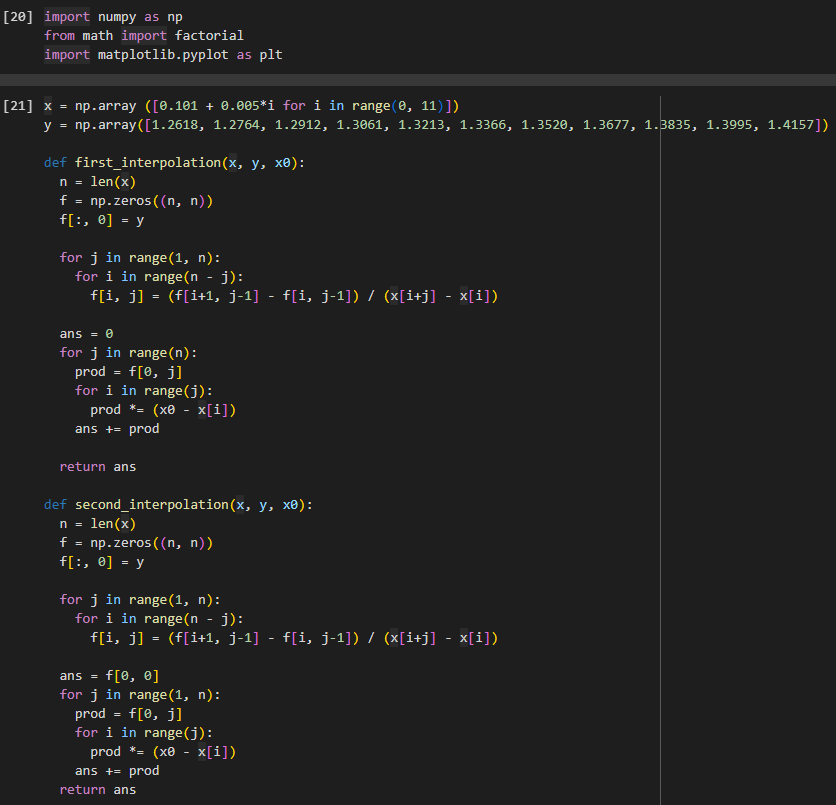 [20] import numpy as np
from math import factorial
import matplotlib.pyplot as plt
[21] x = np.array ([0.101 + 0.005*i for i in range(0, 11)])
y = np.array([1.2618, 1.2764, 1.2912, 1.3061, 1.3213, 1.3366, 1.3520, 1.3677, 1.3835, 1.3995, 1.4157])
def first_interpolation(x, y, x0):
  n = len(x)
  f = np.zeros((n, n))
  f[:, 0] = y
  for j in range(1, n):
    for i in range(n - j):
      f[i, j] = (f[i+1, j-1] - f[i, j-1]) / (x[i+j] - x[i])
  ans = 0
  for j in range(n):
    prod = f[0, j]
    for i in range(j):
      prod *= (x0 - x[i])
    ans += prod
  return ans
def second_interpolation(x, y, x0):
  n = len(x)
  f = np.zeros((n, n))
  f[:, 0] = y
  for j in range(1, n):
    for i in range(n - j):
      f[i, j] = (f[i+1, j-1] - f[i, j-1]) / (x[i+j] - x[i])
  ans = f[0, 0]
  for j in range(1, n):
    prod = f[0, j]
    for i in range(j):
      prod *= (x0 - x[i])
    ans += prod
  return ans